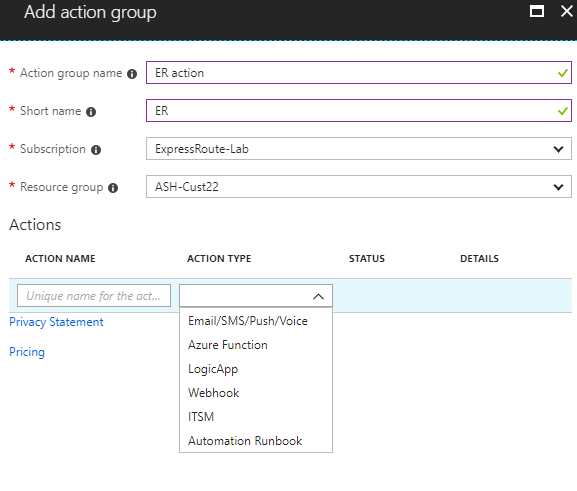 Add action group
* Action group name ER action
* Short name ER
* Subscription ExpressRoute-Lab
* Resource group ASH-Cust22
Actions
ACTION NAME ACTION TYPE STATUS DETAILS
Unique name for the act...
Privacy Statement
Pricing
Email/SMS/Push/Voice
Azure Function
LogicApp
Webhook
ITSM
Automation Runbook